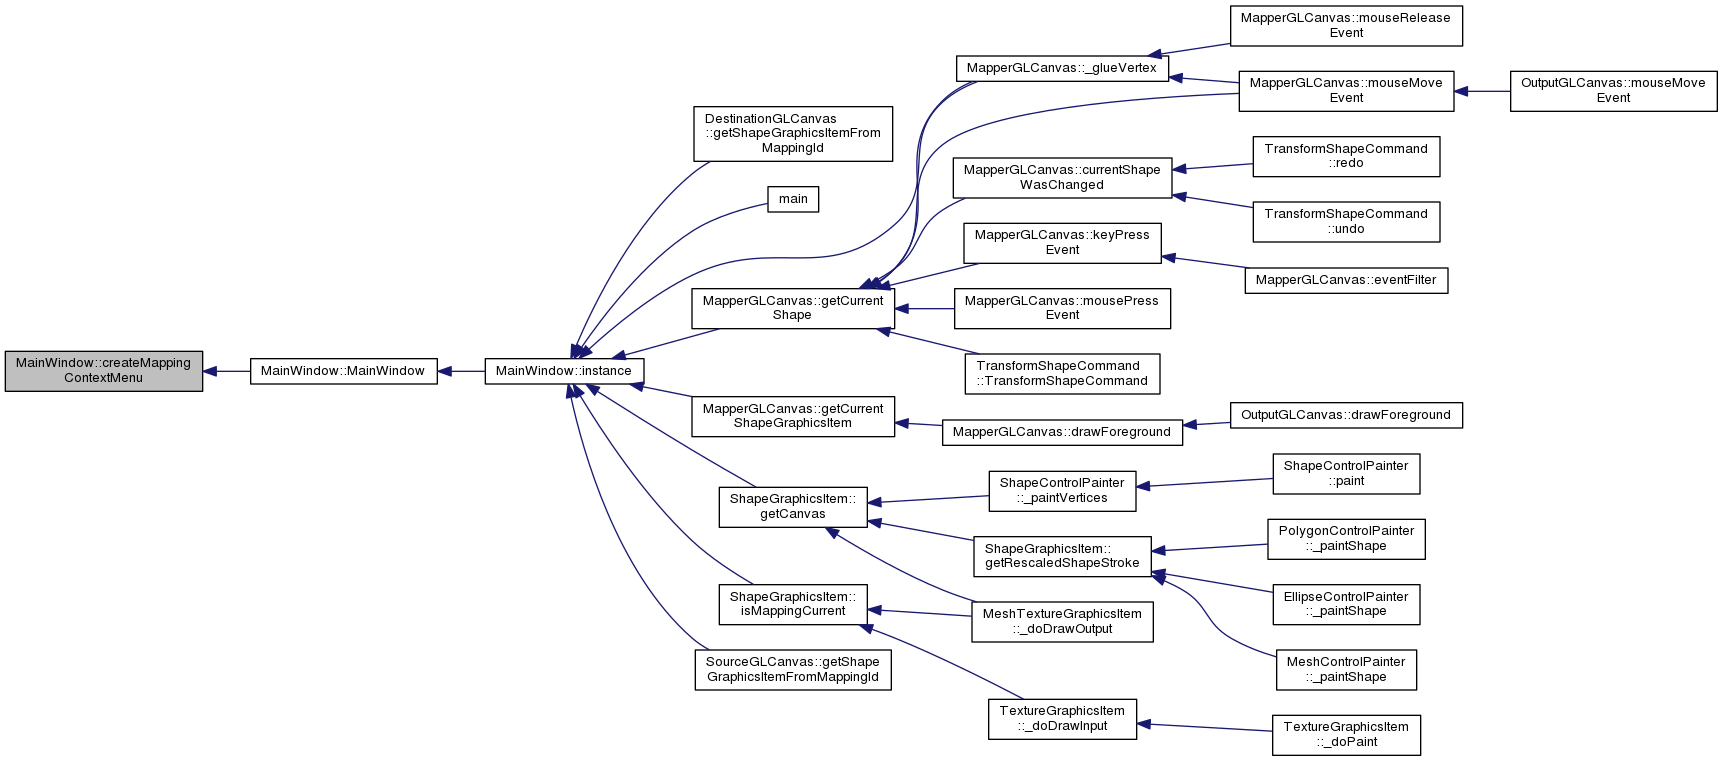 MainWindow::createMapping
ContextMenu
MainWindow::MainWindow
MainWindow::instance
DestinationGLCanvas
::getShapeGraphicsItemFrom
MappingId
main
MapperGLCanvas::getCurrent
Shape
MapperGLCanvas::getCurrent
ShapeGraphicsItem
ShapeGraphicsItem::
getCanvas
ShapeGraphicsItem::
isMappingCurrent
SourceGLCanvas::getShape
GraphicsItemFromMappingId
MapperGLCanvas::_glueVertex
MapperGLCanvas::currentShape
WasChanged
MapperGLCanvas::keyPress
Event
MapperGLCanvas::mousePress
Event
TransformShapeCommand
::TransformShapeCommand
MapperGLCanvas::drawForeground
ShapeControlPainter
::_paintVertices
ShapeGraphicsItem::
getRescaledShapeStroke
MeshTextureGraphicsItem
::_doDrawOutput
TextureGraphicsItem
::_doDrawInput
MapperGLCanvas::mouseRelease
Event
MapperGLCanvas::mouseMove
Event
TransformShapeCommand
::redo
TransformShapeCommand
::undo
MapperGLCanvas::eventFilter
OutputGLCanvas::drawForeground
ShapeControlPainter
::paint
PolygonControlPainter
::_paintShape
EllipseControlPainter
::_paintShape
MeshControlPainter
::_paintShape
TextureGraphicsItem
::_doPaint
OutputGLCanvas::mouseMove
Event